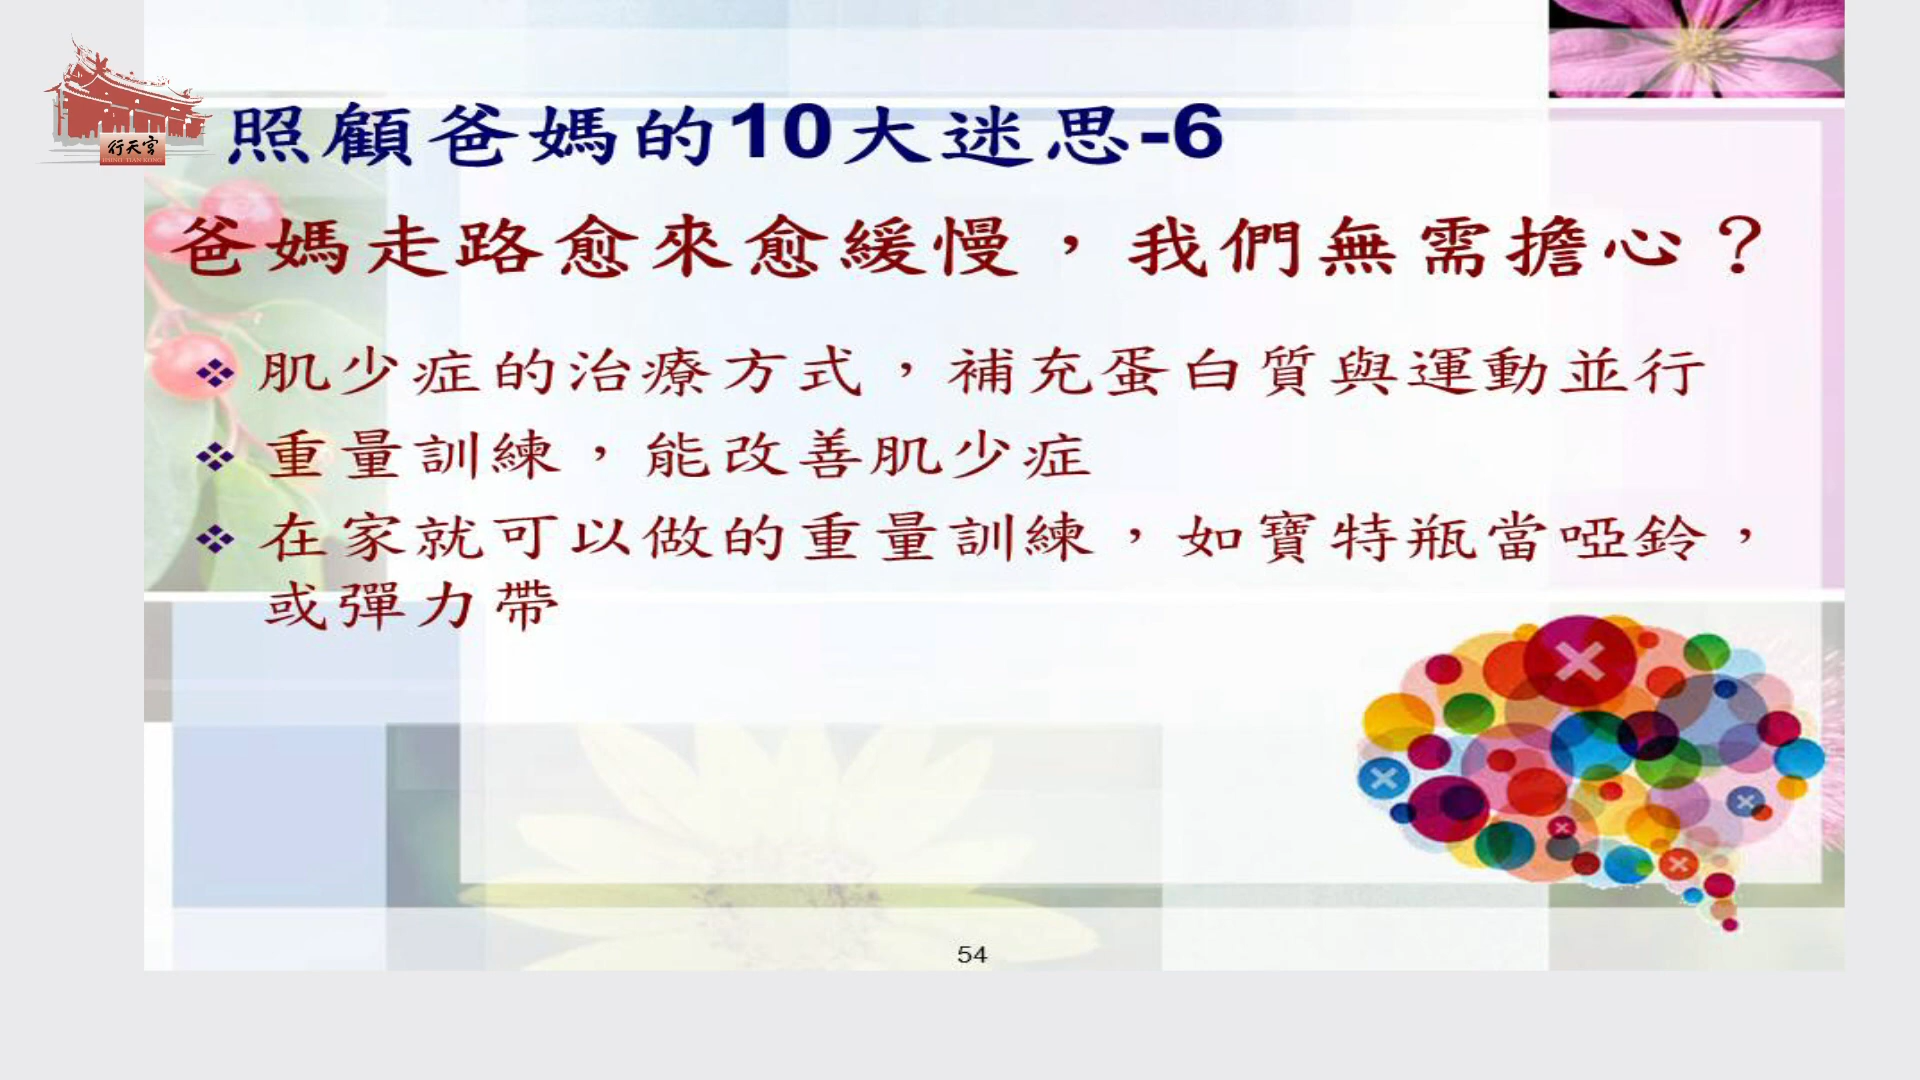 行天宮
HSING TIAN KONG
照顧爸媽的10大迷思-6
爸媽走路愈來愈緩慢，我們無需擔心？
❖ 肌少症的治療方式，補充蛋白質與運動並行
❖ 重量訓練，能改善肌少症
❖ 在家就可以做的重量訓練，如寶特瓶當啞鈴，
或彈力帶
54